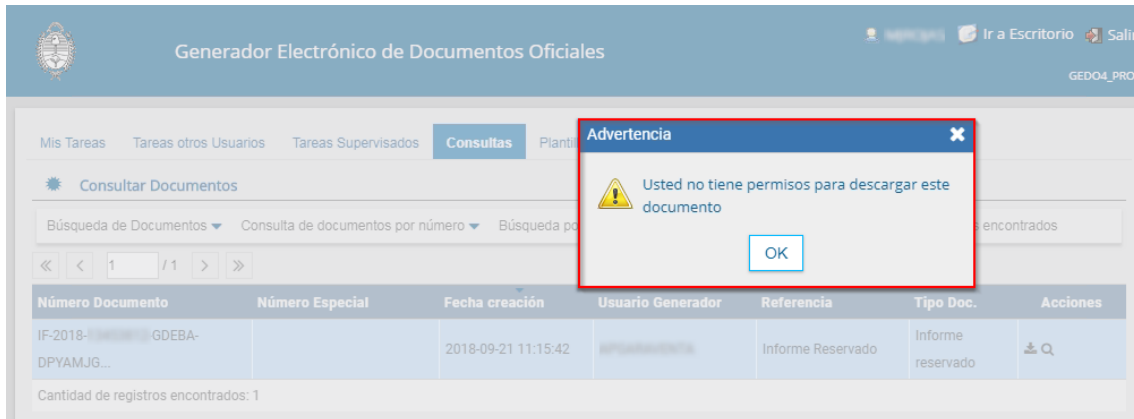 Generador Electrónico de Documentos Oficiales
Ir a Escritorio
Salir
GEDO4_PRO
Mis Tareas
Tareas otros Usuarios
Tareas Supervisados
Consultas
Consultar Documentos
Búsqueda de Documentos
Consulta de documentos por número
Búsqueda po
s encontrados
Advertencia
Usted no tiene permisos para descargar este
documento
OK
1
/ 1
Número Documento
Número Especial
Fecha creación
Usuario Generador
Referencia
Tipo Doc.
Acciones
IF-2018-
GDEBA-
DPYAMJG...
2018-09-21 11:15:42
Informe Reservado
Informe
reservado
Cantidad de registros encontrados: 1